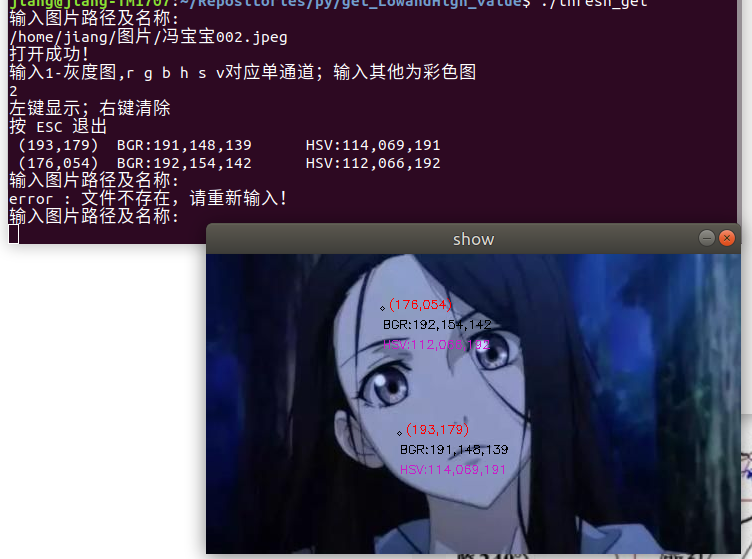 jiang@jiang-TM1707:~/Repositories/py/get_LowandHigh_value$ ./thresh_get
输入图片路径及名称:
/home/jiang/图片/冯宝宝002.jpeg
打开成功!
输入1-灰度图,r g b h s v对应单通道；输入其他为彩色图
2
左键显示；右键清除
按 ESC 退出
(193,179) BGR:191,148,139 HSV:114,069,191
(176,054) BGR:192,154,142 HSV:112,066,192
输入图片路径及名称:
error : 文件不存在，请重新输入!
输入图片路径及名称:
show
(176,054)
BGR:192,154,142
HSV:112,066,192
(193,179)
BGR:191,148,139
HSV:114,069,191